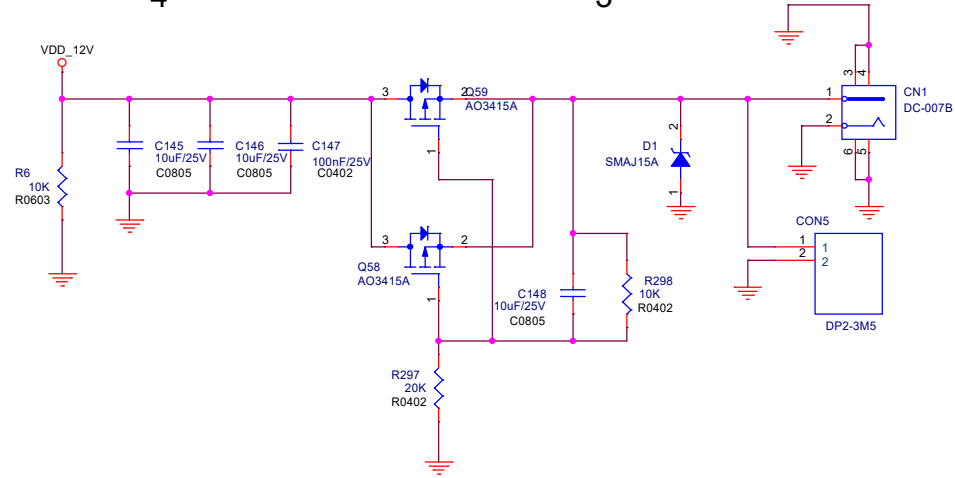 VDD_12V
3
2
Q59
AO3415A
1
C145
10uF/25V
C0805
C146
10uF/25V
C0805
C147
100nF/25V
C0402
R6
10K
R0603
3
2
Q58
AO3415A
1
C148
10uF/25V
C0805
R298
10K
R0402
R297
20K
R0402
D1
SMAJ15A
2
1
3
4
1
2
6
5
CN1
DC-007B
CON5
1
2
1
2
DP2-3M5